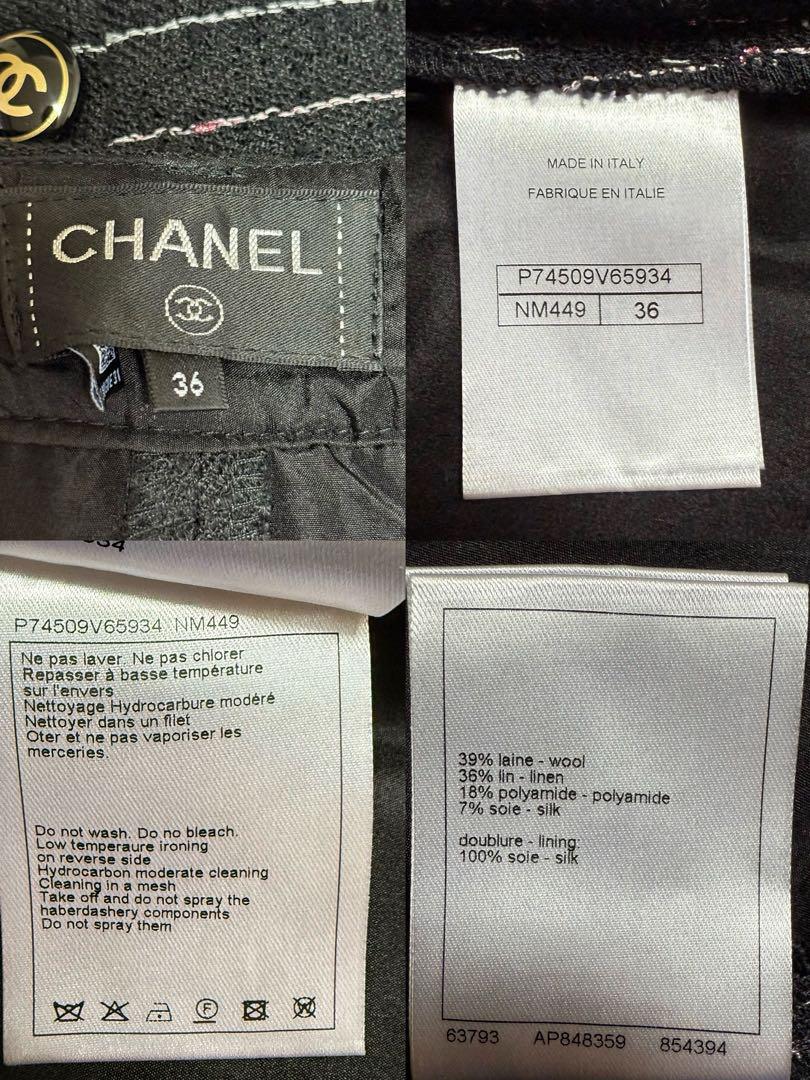 CHANEL
36
MADE IN ITALY
FABRIQUE EN ITALIE
P74509V65934
NM449 36
P74509V65934 NM449
Ne pas laver. Ne pas chlorer
Repasser à basse température
sur l'envers
Nettoyage Hydrocarbure modéré
Nettoyer dans un filet
Oter et ne pas vaporiser les
merceries.
Do not wash. Do no bleach.
Low temperaure ironing
on reverse side
Hydrocarbon moderate cleaning
Cleaning in a mesh
Take off and do not spray the
haberdashery components
Do not spray them
F
W
39% laine - wool
36% lin - linen
18% polyamide - polyamide
7% soie - silk
doublure - lining:
100% soie - silk
63793 AP848359 854394